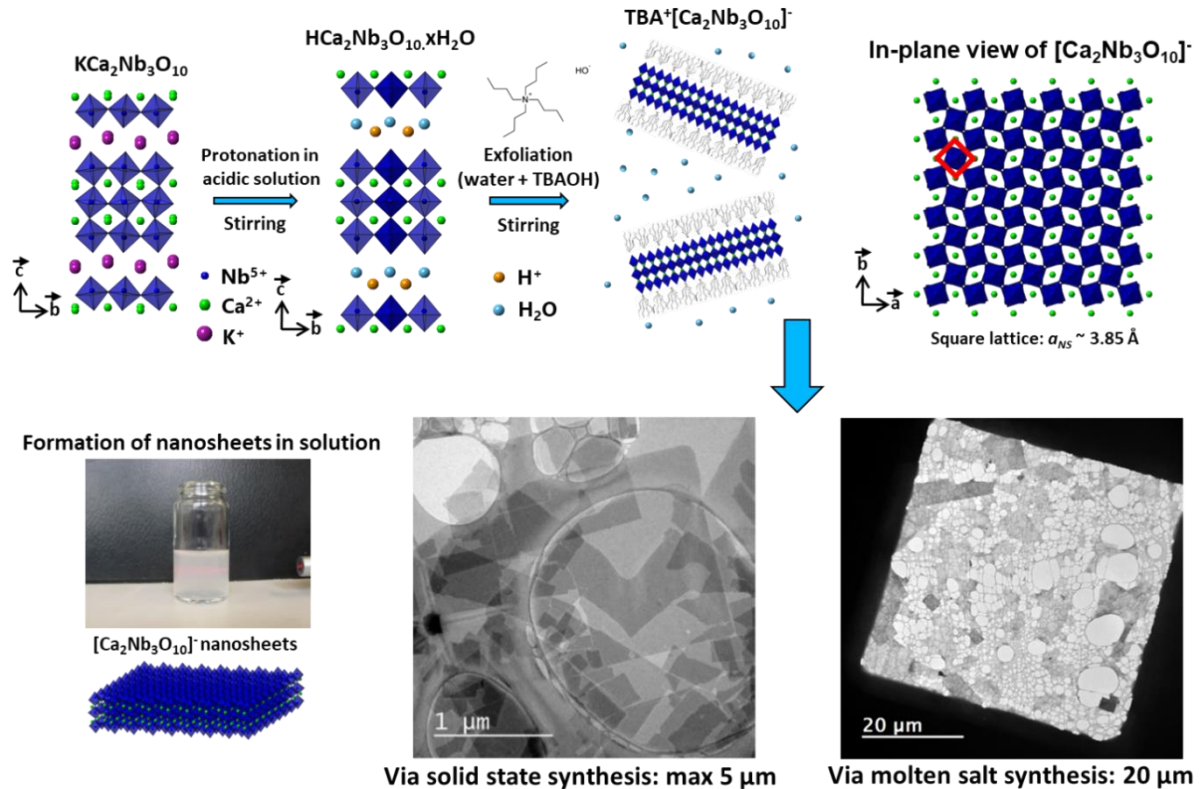 KCa₂Nb₃O₁₀
Protonation in
acidic solution
Stirring
Nb⁵⁺
Ca²⁺
K⁺
c
b
HCa₂Nb₃O₁₀.xH₂O
c
b
N⁺
HO⁻
Exfoliation
(water + TBAOH)
Stirring
H⁺
H₂O
TBA⁺[Ca₂Nb₃O₁₀]⁻
In-plane view of [Ca₂Nb₃O₁₀]⁻
b
a
Square lattice: a_NS ~ 3.85 Å
Formation of nanosheets in solution
[Ca₂Nb₃O₁₀]⁻ nanosheets
1 μm
Via solid state synthesis: max 5 μm
20 μm
Via molten salt synthesis: 20 μm